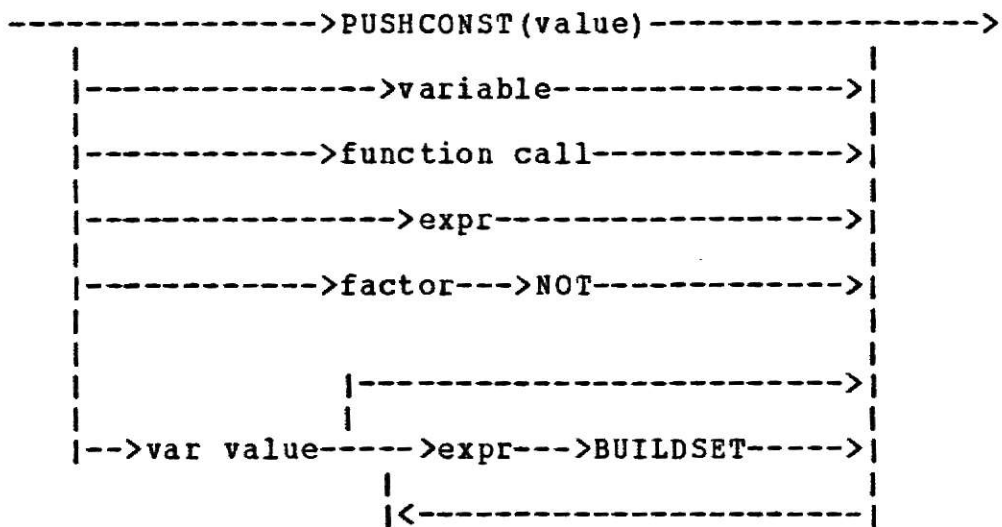 PUSHCONST(value)
variable
function call
expr
factor NOT
var value expr BUILDSET